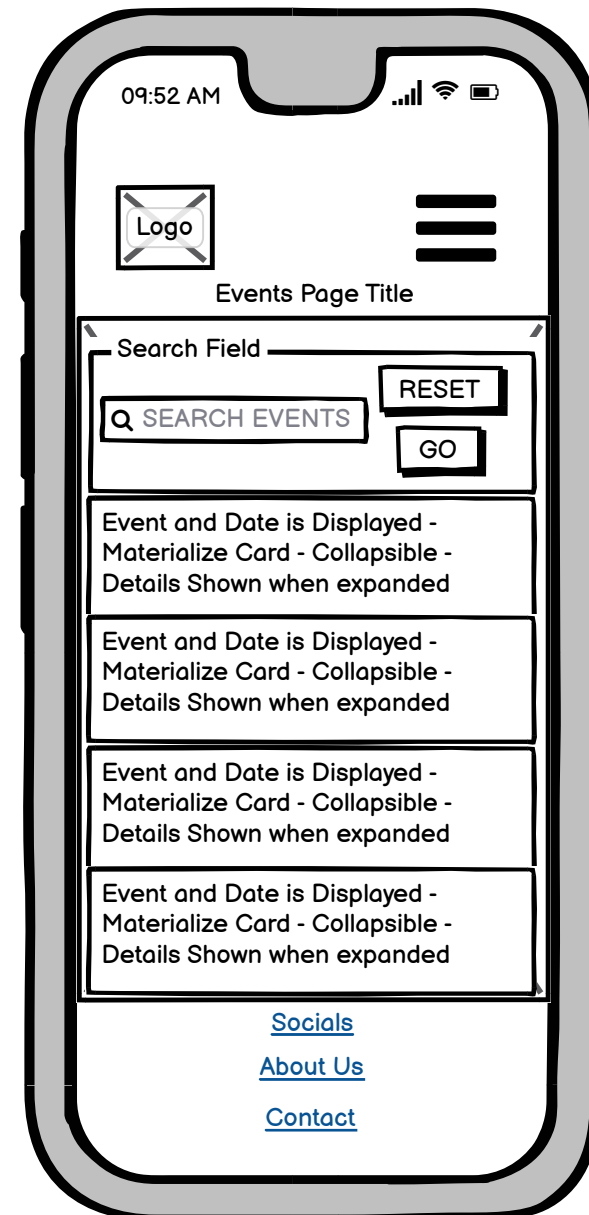 09:52 AM
Logo
Events Page Title
Search Field
RESET
SEARCH EVENTS
GO
Event and Date is Displayed -
Materialize Card - Collapsible -
Details Shown when expanded
Event and Date is Displayed -
Materialize Card - Collapsible -
Details Shown when expanded
Event and Date is Displayed -
Materialize Card - Collapsible -
Details Shown when expanded
Event and Date is Displayed -
Materialize Card - Collapsible -
Details Shown when expanded
Socials
About Us
Contact